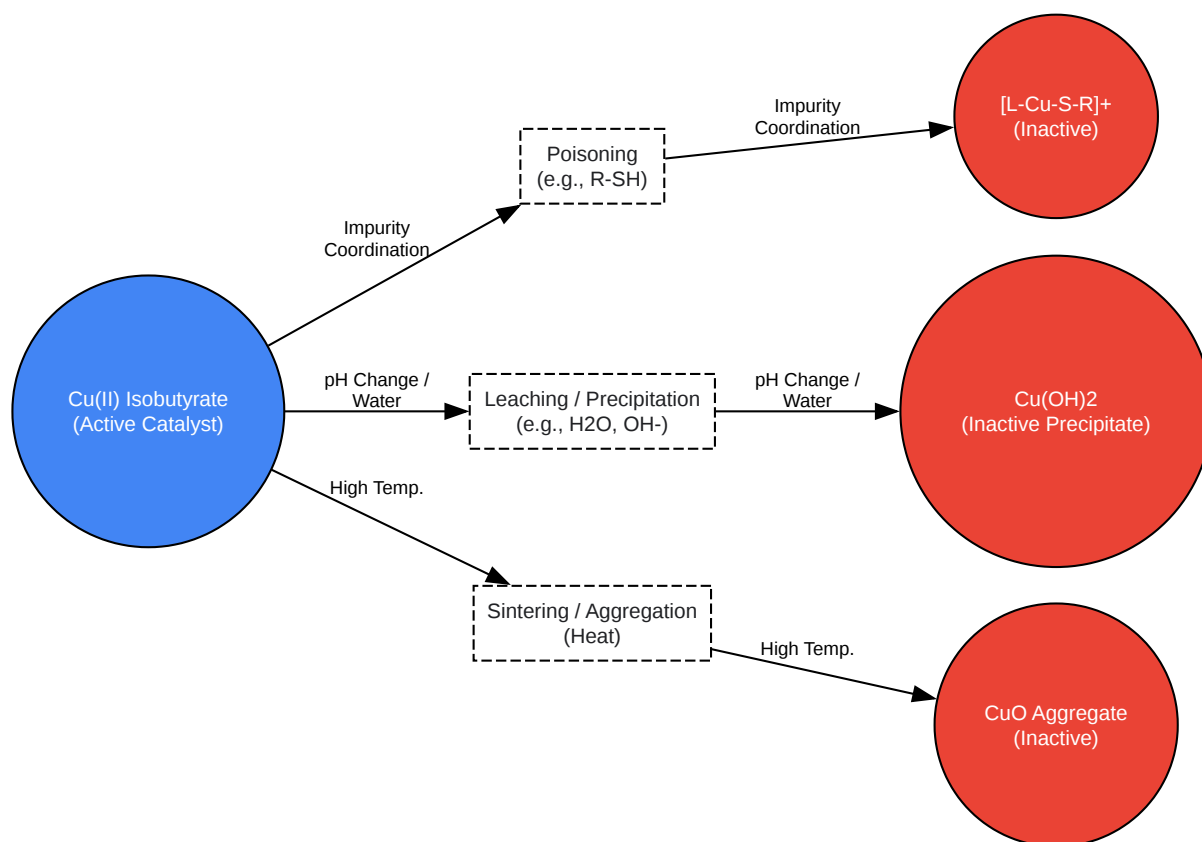 Cu(II) Isobutyrate
(Active Catalyst)
Impurity
Coordination
Poisoning
(e.g., R-SH)
Impurity
Coordination
[L-Cu-S-R]+
(Inactive)
pH Change /
Water
Leaching / Precipitation
(e.g., H2O, OH-)
pH Change /
Water
Cu(OH)2
(Inactive Precipitate)
High Temp.
Sintering / Aggregation
(Heat)
High Temp.
CuO Aggregate
(Inactive)